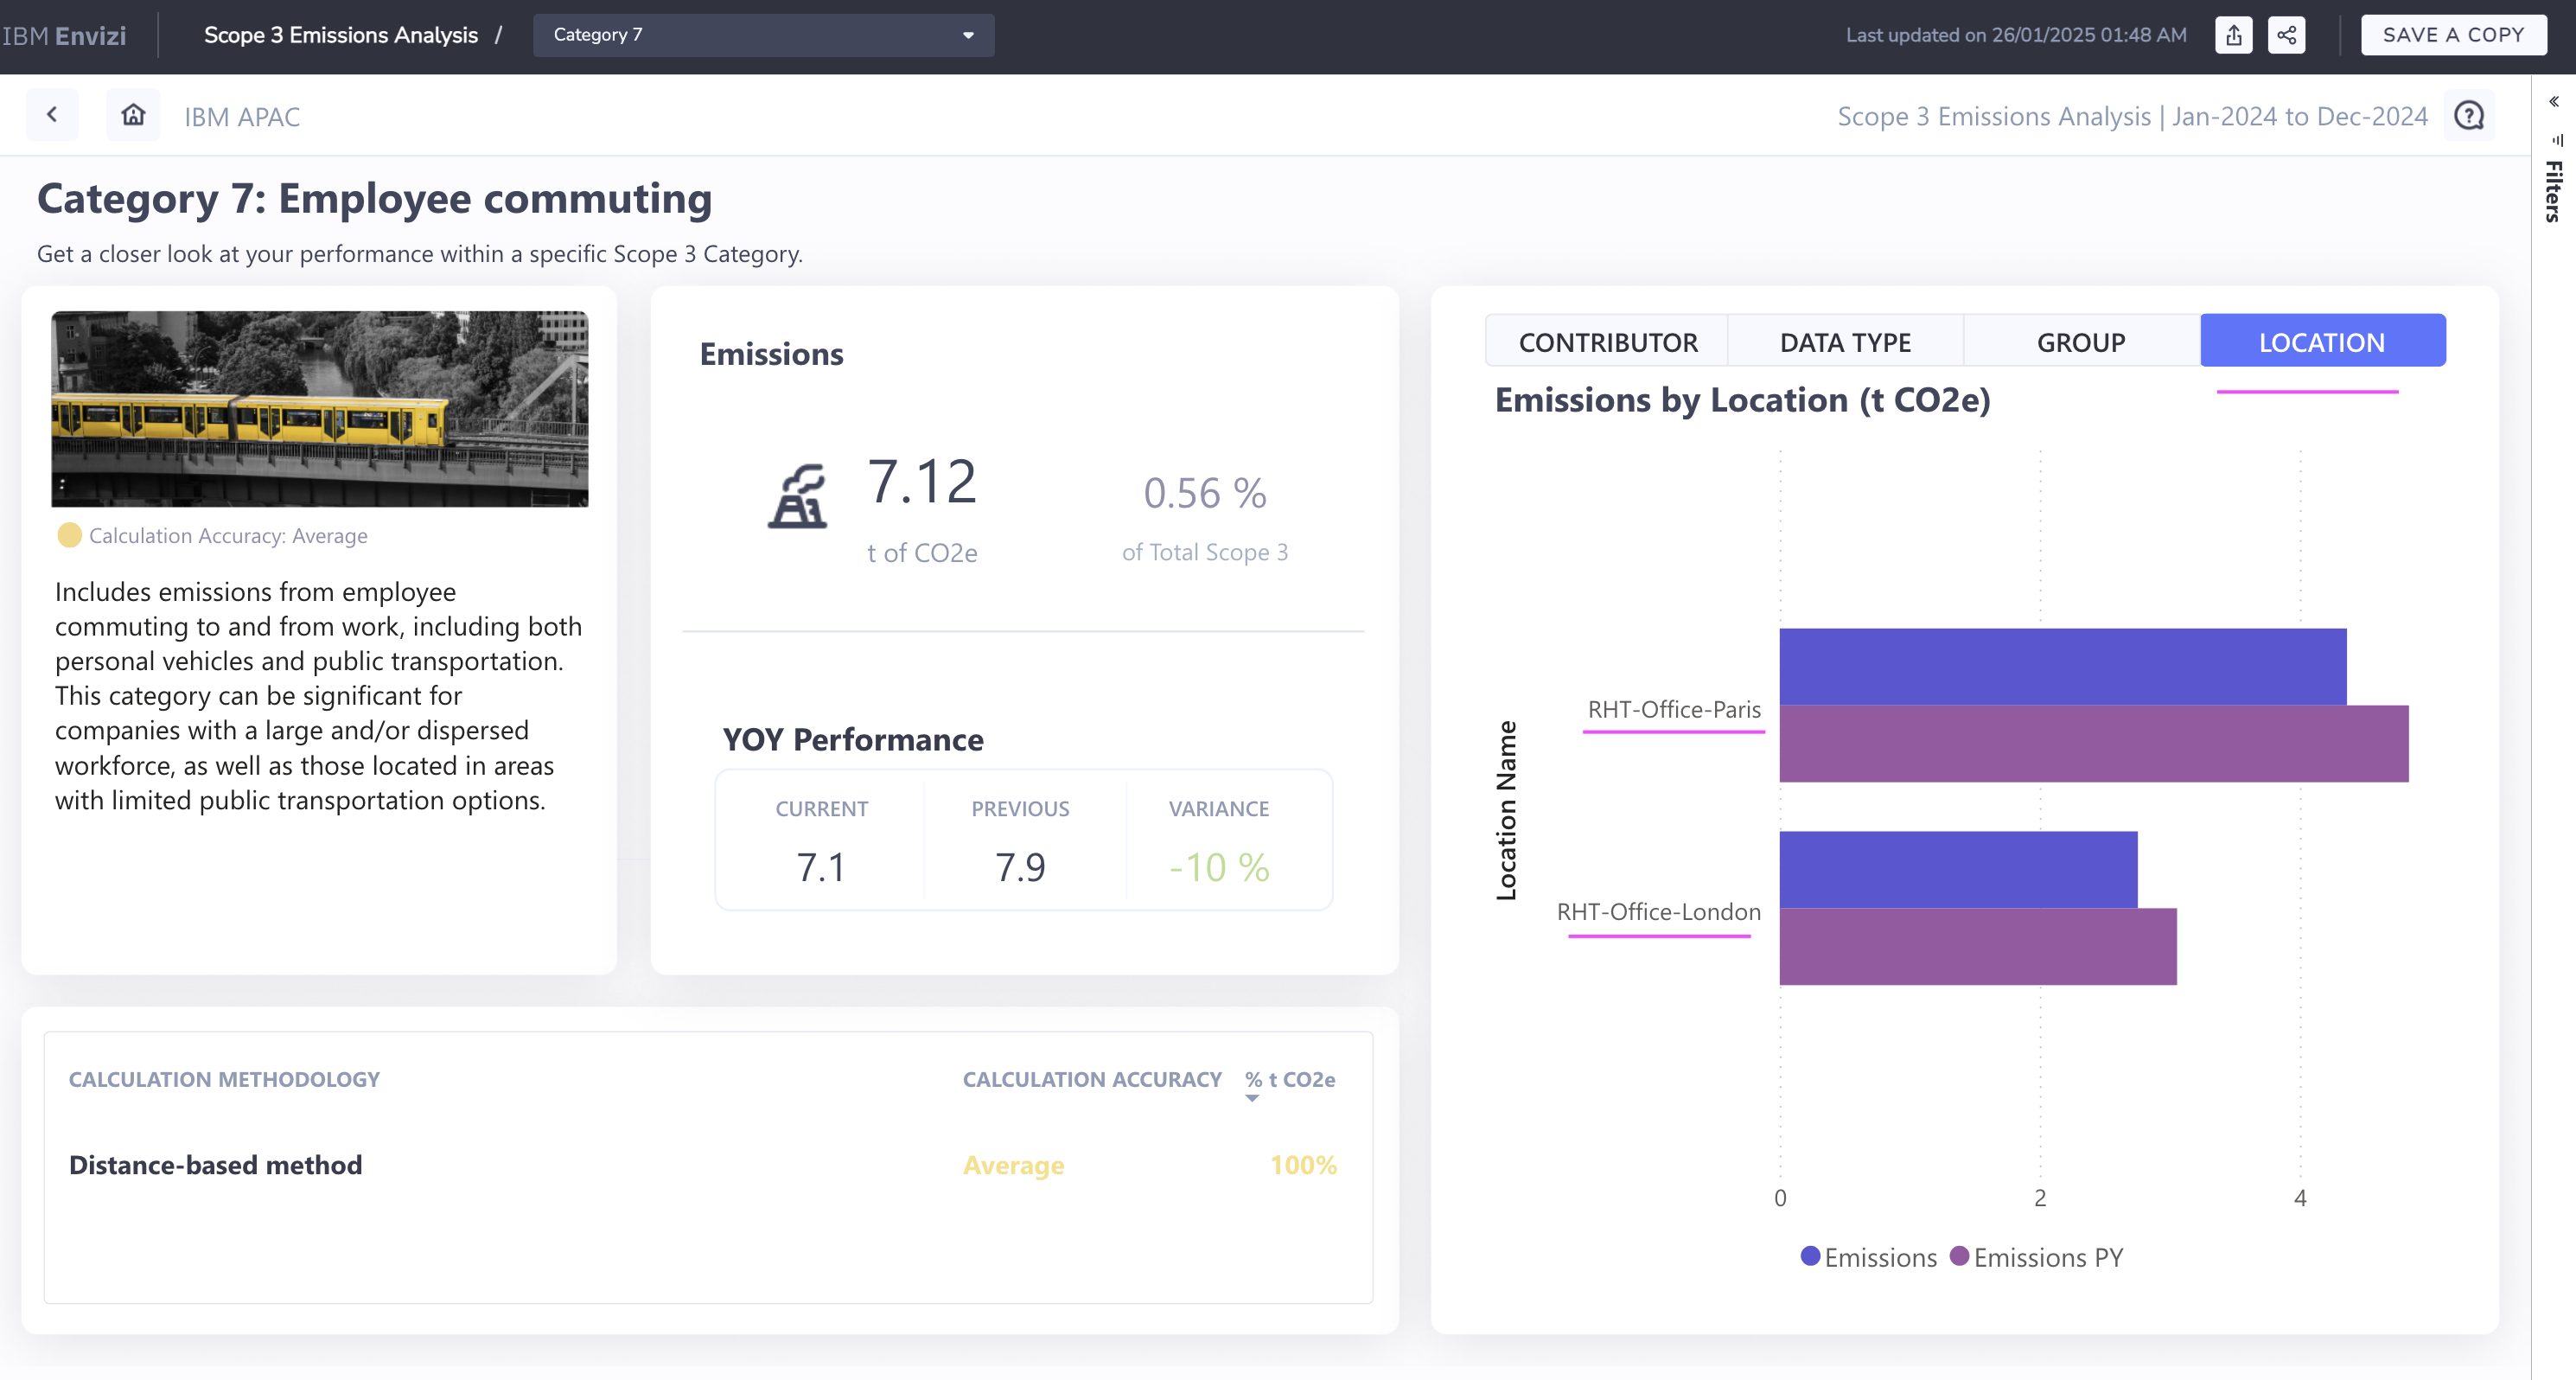 IBM Envizi
Scope 3 Emissions Analysis /
Category 7
Last updated on 26/01/2025 01:48 AM
SAVE A COPY
IBM APAC
Scope 3 Emissions Analysis | Jan-2024 to Dec-2024
Filters
Category 7: Employee commuting
Get a closer look at your performance within a specific Scope 3 Category.
Calculation Accuracy: Average
Includes emissions from employee
commuting to and from work, including both
personal vehicles and public transportation.
This category can be significant for
companies with a large and/or dispersed
workforce, as well as those located in areas
with limited public transportation options.
Emissions
7.12
t of CO2e
0.56 %
of Total Scope 3
YOY Performance
CURRENT PREVIOUS VARIANCE
7.1 7.9 -10 %
CALCULATION METHODOLOGY CALCULATION ACCURACY % t CO2e
Distance-based method Average 100%
CONTRIBUTOR DATA TYPE GROUP LOCATION
Emissions by Location (t CO2e)
Location Name
RHT-Office-Paris
RHT-Office-London
0 2 4
Emissions Emissions PY